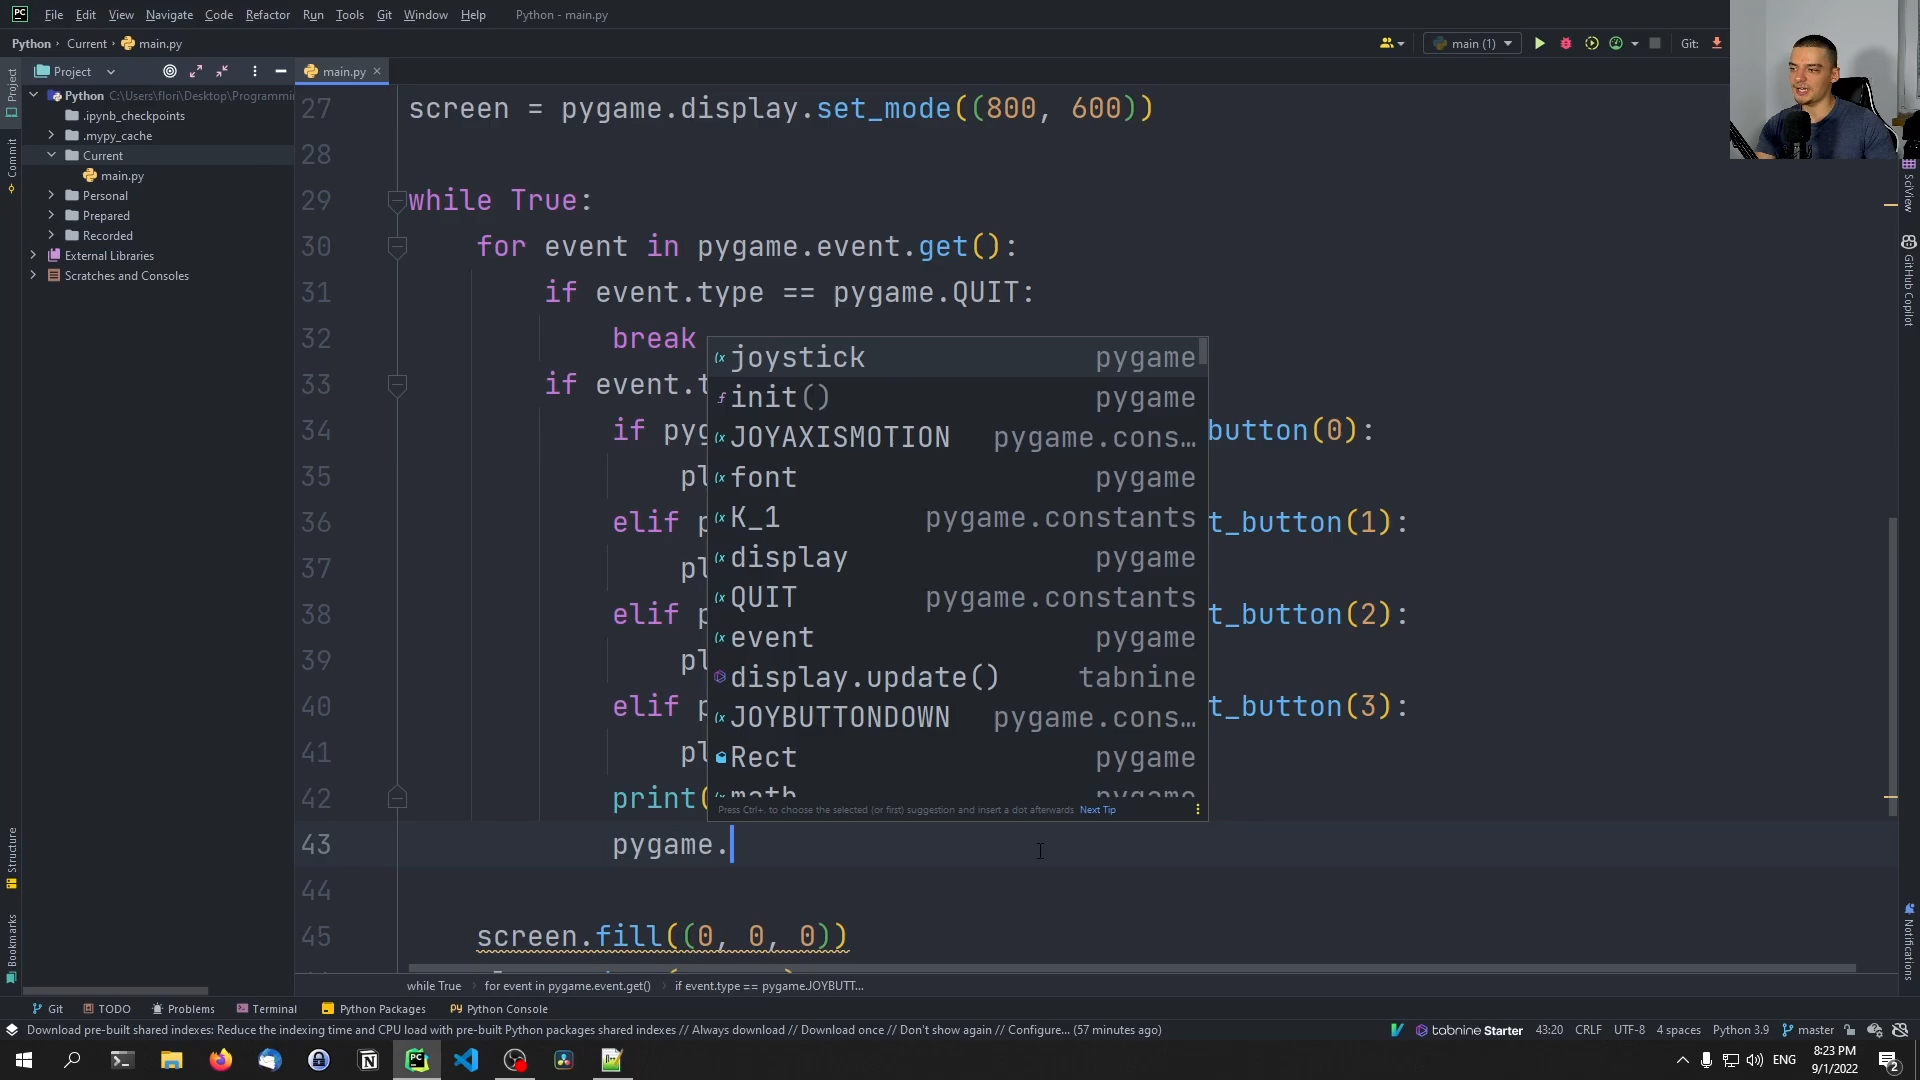 File Edit View Navigate Code Refactor Run Tools Git Window Help Python - main.py
Python Current main.py main (1) Git:
Project main.py
Python C:\Users\flori\Desktop\Programmi
.ipynb_checkpoints
.mypy_cache
Current
main.py
Personal
Prepared
Recorded
External Libraries
Scratches and Consoles
Project
Commit
Structure
Bookmarks
27 screen = pygame.display.set_mode((800, 600))
28
29 while True:
30 for event in pygame.event.get():
31 if event.type == pygame.QUIT:
32 break
33 if event.t
34 if pyg button(0):
35 pl
36 elif p t_button(1):
37 pl
38 elif p t_button(2):
39 pl
40 elif p t_button(3):
41 pl
42 print(
43 pygame.
44
45 screen.fill((0, 0, 0))
joystick pygame
init() pygame
JOYAXISMOTION pygame.cons…
font pygame
K_1 pygame.constants
display pygame
QUIT pygame.constants
event pygame
display.update() tabnine
JOYBUTTONDOWN pygame.cons…
Rect pygame
math pygame
Press Ctrl+. to choose the selected (or first) suggestion and insert a dot afterwards Next Tip
SciView
GitHub Copilot
Notifications
while True for event in pygame.event.get() if event.type == pygame.JOYBUTT...
Git TODO Problems Terminal Python Packages Python Console
Download pre-built shared indexes: Reduce the indexing time and CPU load with pre-built Python packages shared indexes // Always download // Download once // Don't show again // Configure... (57 minutes ago) tabnine Starter 43:20 CRLF UTF-8 4 spaces Python 3.9 master
ENG 8:23 PM
9/1/2022
2